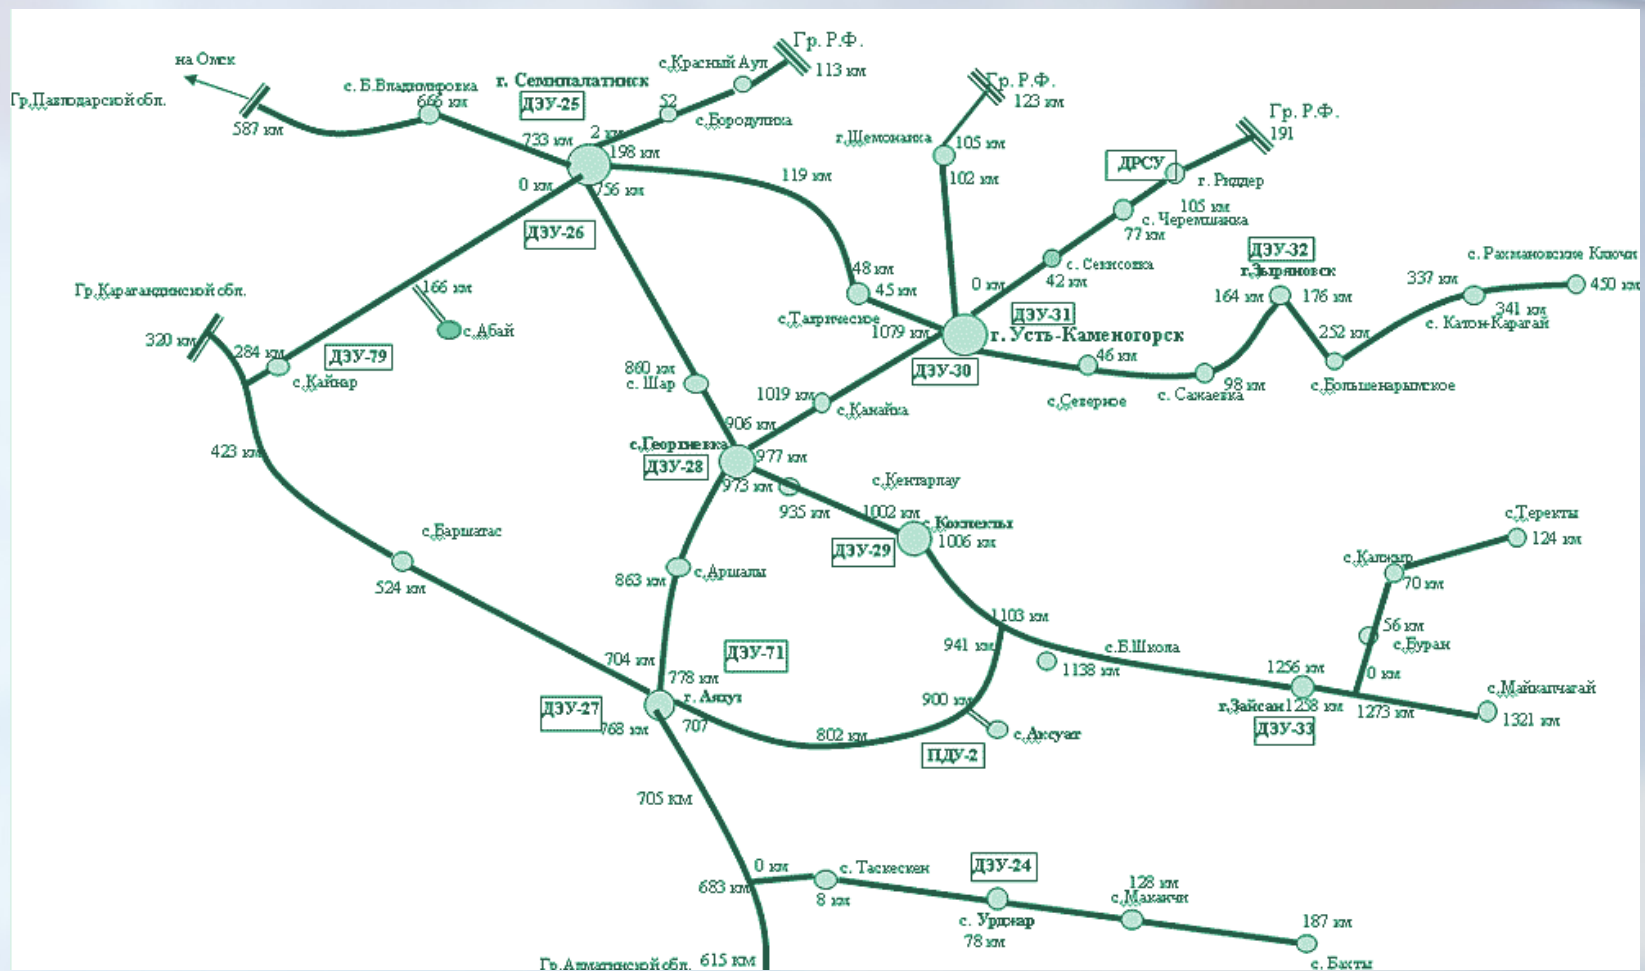 Гр. Р.Ф.
на Омск
с,Красный Аул
113 км
г. Семипалатинск
Гр. Р.Ф.
с. Б.Владимировка
Гр,Павлодарской обл.
666 км
ДЭУ-25
52
123 км
Гр. Р.Ф.
587 км
с,Бородулиха
191
733 км
2 км
г,Шемонаиха
105 км
198 км
ДРСУ
119 км
102 км
г. Риддер
0 км
756 км
105 км
с. Черемшанка
ДЭУ-26
77 км
ДЭУ-32
с. Рахмановские Ключи
48 км
с. Секисовка
г,Зыряновск
337 км
166 км
45 км
0 км
42 км
164 км
176 км
450 км
Гр,Карагандинской обл.
341 км
с,Таврическое
ДЭУ-31
с. Катон-Карагай
с,Абай
1079 км
г. Усть-Каменогорск
252 км
320 км
284 км
ДЭУ-79
46 км
860 км
ДЭУ-30
с,Кайнар
с. Шар
98 км
с,Большенарымское
1019 км
с. Сажаевка
с,Северное
с,Канайка
906 км
с,Георгиевка
423 км
977 км
ДЭУ-28
973 км
с,Кентарлау
935 км
1002 км
с,Теректы
с,Баршатас
с,Кокпекты
1006 км
124 км
ДЭУ-29
с,Калжыр
863 км
с,Аршалы
524 км
70 км
1103 км
56 км
941 км
с.Б.Школа
с,Буран
704 км
ДЭУ-71
1138 км
1256 км
0 км
778 км
с,Майкапчагай
г. Аягуз
900 км
г,Зайсан
1258 км
1273 км
1321 км
ДЭУ-27
768 км
707
802 км
с,Аксуат
ДЭУ-33
ПДУ-2
705 км
0 км
с. Таскескен
ДЭУ-24
683 км
128 км
8 км
с,Маканчи
с. Урджар
187 км
78 км
Гр,Алматинской обл.
615 км
с. Бахты